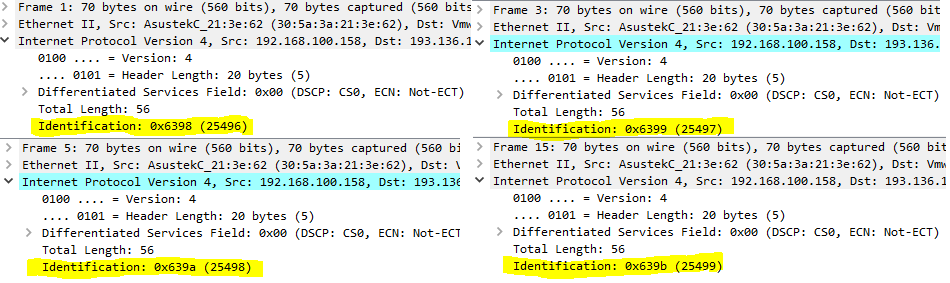 Frame 1: 70 bytes on wire (560 bits), 70 bytes captured (560 b
Ethernet II, Src: AsustekC_21:3e:62 (30:5a:3a:21:3e:62), Dst: Vmw
Internet Protocol Version 4, Src: 192.168.100.158, Dst: 193.136.1
0100 .... = Version: 4
.... 0101 = Header Length: 20 bytes (5)
Differentiated Services Field: 0x00 (DSCP: CS0, ECN: Not-ECT)
Total Length: 56
Identification: 0x6398 (25496)
Frame 3: 70 bytes on wire (560 bits), 70 bytes captured (560
Ethernet II, Src: AsustekC_21:3e:62 (30:5a:3a:21:3e:62), Dst: Vm
Internet Protocol Version 4, Src: 192.168.100.158, Dst: 193.136.
0100 .... = Version: 4
.... 0101 = Header Length: 20 bytes (5)
Differentiated Services Field: 0x00 (DSCP: CS0, ECN: Not-ECT)
Total Length: 56
Identification: 0x6399 (25497)
Frame 5: 70 bytes on wire (560 bits), 70 bytes captured (560 bi
Ethernet II, Src: AsustekC_21:3e:62 (30:5a:3a:21:3e:62), Dst: V
Internet Protocol Version 4, Src: 192.168.100.158, Dst: 193.136
0100 .... = Version: 4
.... 0101 = Header Length: 20 bytes (5)
Differentiated Services Field: 0x00 (DSCP: CS0, ECN: Not-ECT)
Total Length: 56
Identification: 0x639a (25498)
Frame 15: 70 bytes on wire (560 bits), 70 bytes captured (560 b
Ethernet II, Src: AsustekC_21:3e:62 (30:5a:3a:21:3e:62), Dst: Vmw
Internet Protocol Version 4, Src: 192.168.100.158, Dst: 193.136.1
0100 .... = Version: 4
.... 0101 = Header Length: 20 bytes (5)
Differentiated Services Field: 0x00 (DSCP: CS0, ECN: Not-ECT)
Total Length: 56
Identification: 0x639b (25499)